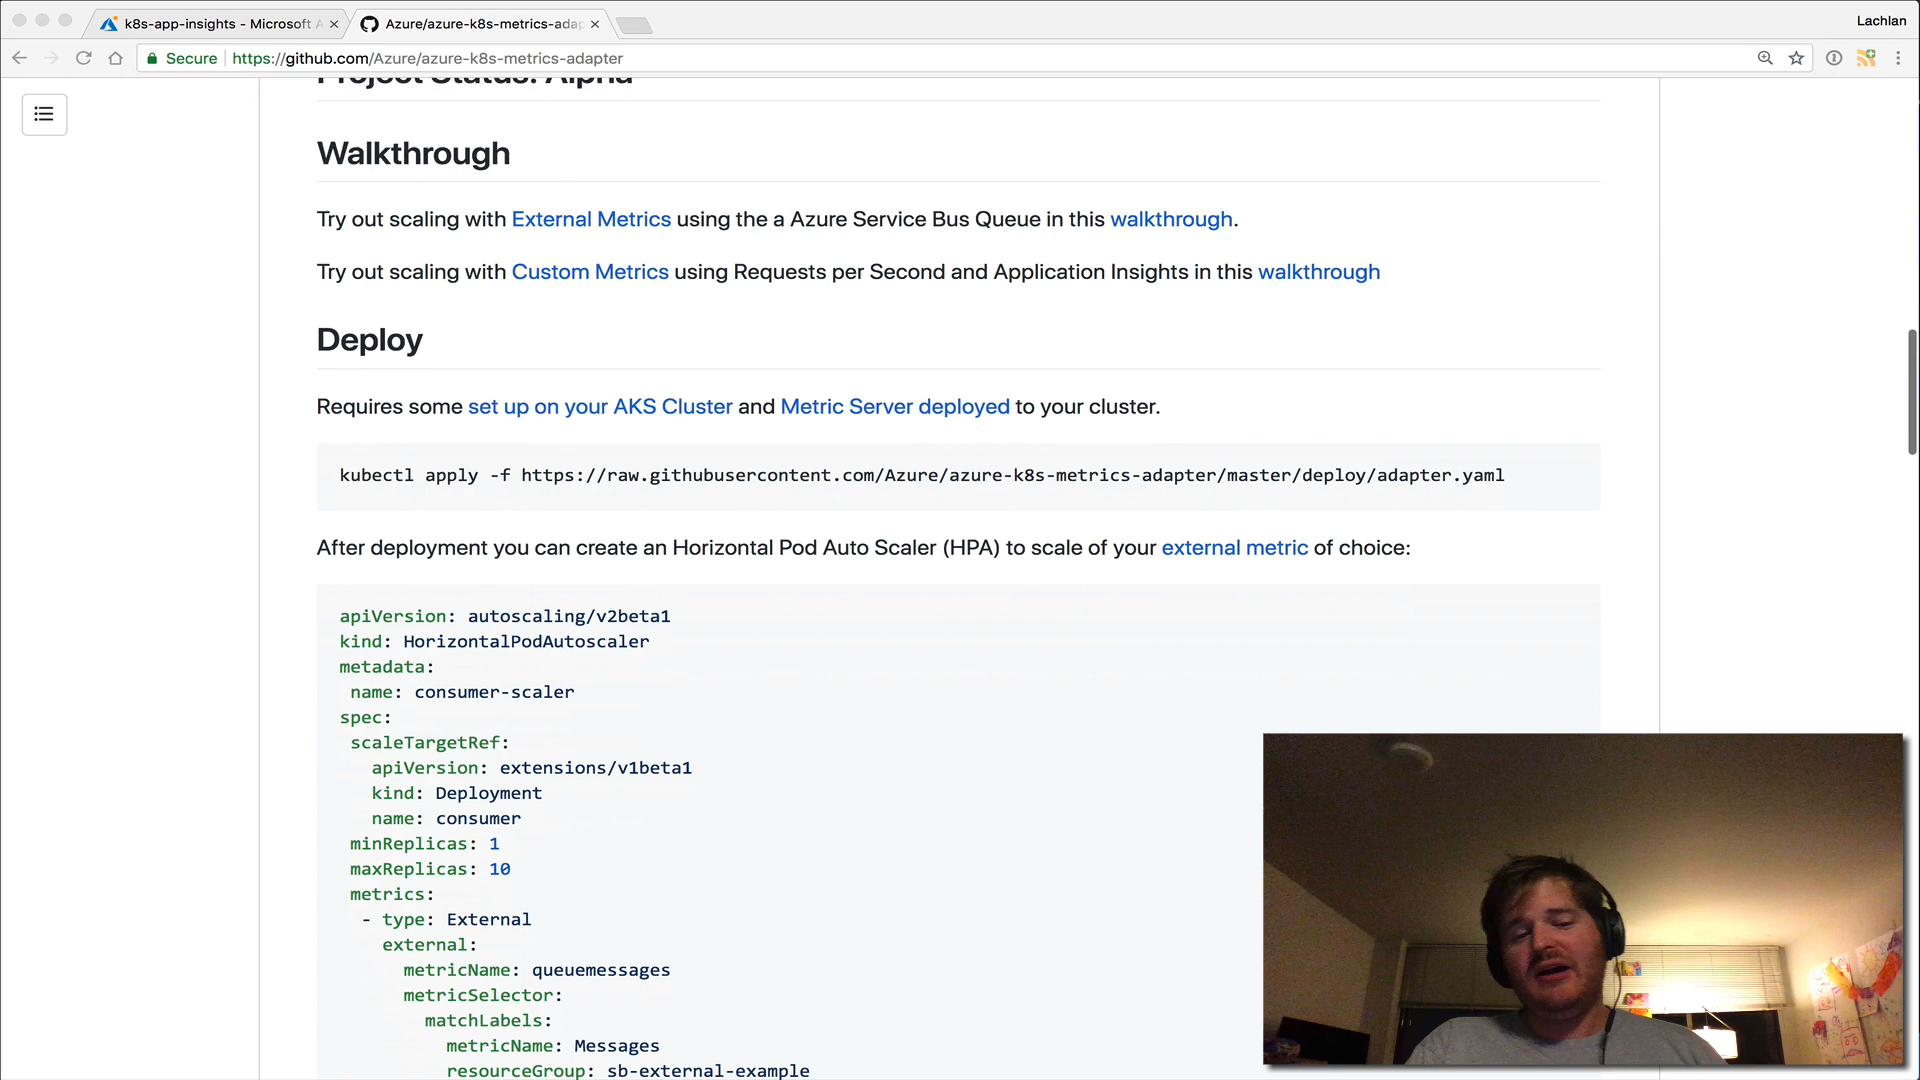 k8s-app-insights - Microsoft A
Azure/azure-k8s-metrics-adap
Lachlan
Secure
https://github.com/Azure/azure-k8s-metrics-adapter
Project Status: Alpha
Walkthrough
Try out scaling with External Metrics using the a Azure Service Bus Queue in this walkthrough.
Try out scaling with Custom Metrics using Requests per Second and Application Insights in this walkthrough
Deploy
Requires some set up on your AKS Cluster and Metric Server deployed to your cluster.
kubectl apply -f https://raw.githubusercontent.com/Azure/azure-k8s-metrics-adapter/master/deploy/adapter.yaml
After deployment you can create an Horizontal Pod Auto Scaler (HPA) to scale of your external metric of choice:
apiVersion: autoscaling/v2beta1
kind: HorizontalPodAutoscaler
metadata:
name: consumer-scaler
spec:
scaleTargetRef:
apiVersion: extensions/v1beta1
kind: Deployment
name: consumer
minReplicas: 1
maxReplicas: 10
metrics:
- type: External
external:
metricName: queuemessages
metricSelector:
matchLabels:
metricName: Messages
resourceGroup: sb-external-example